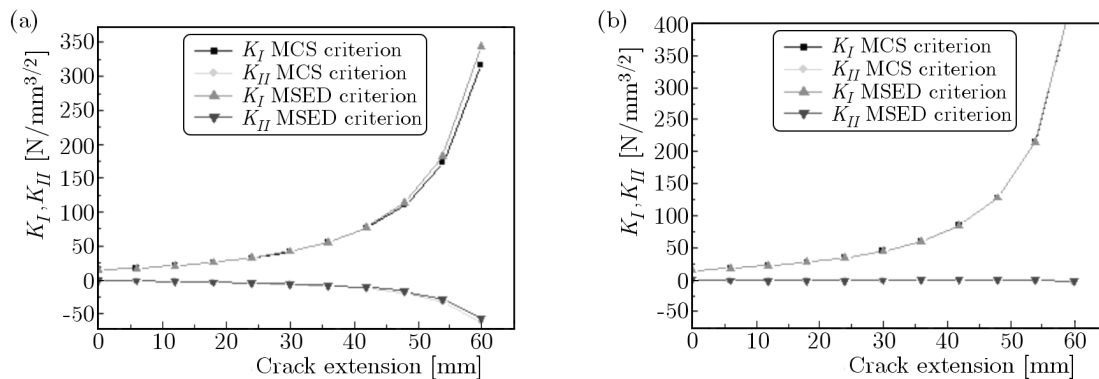 (a)
K_I, K_II [N/mm^3/2]
350
300
250
200
150
100
50
0
-50
K_I MCS criterion
K_II MCS criterion
K_I MSED criterion
K_II MSED criterion
0 10 20 30 40 50 60
Crack extension [mm]
(b)
K_I, K_II [N/mm^3/2]
400
350
300
250
200
150
100
50
0
-50
K_I MCS criterion
K_II MCS criterion
K_I MSED criterion
K_II MSED criterion
0 10 20 30 40 50 60
Crack extension [mm]